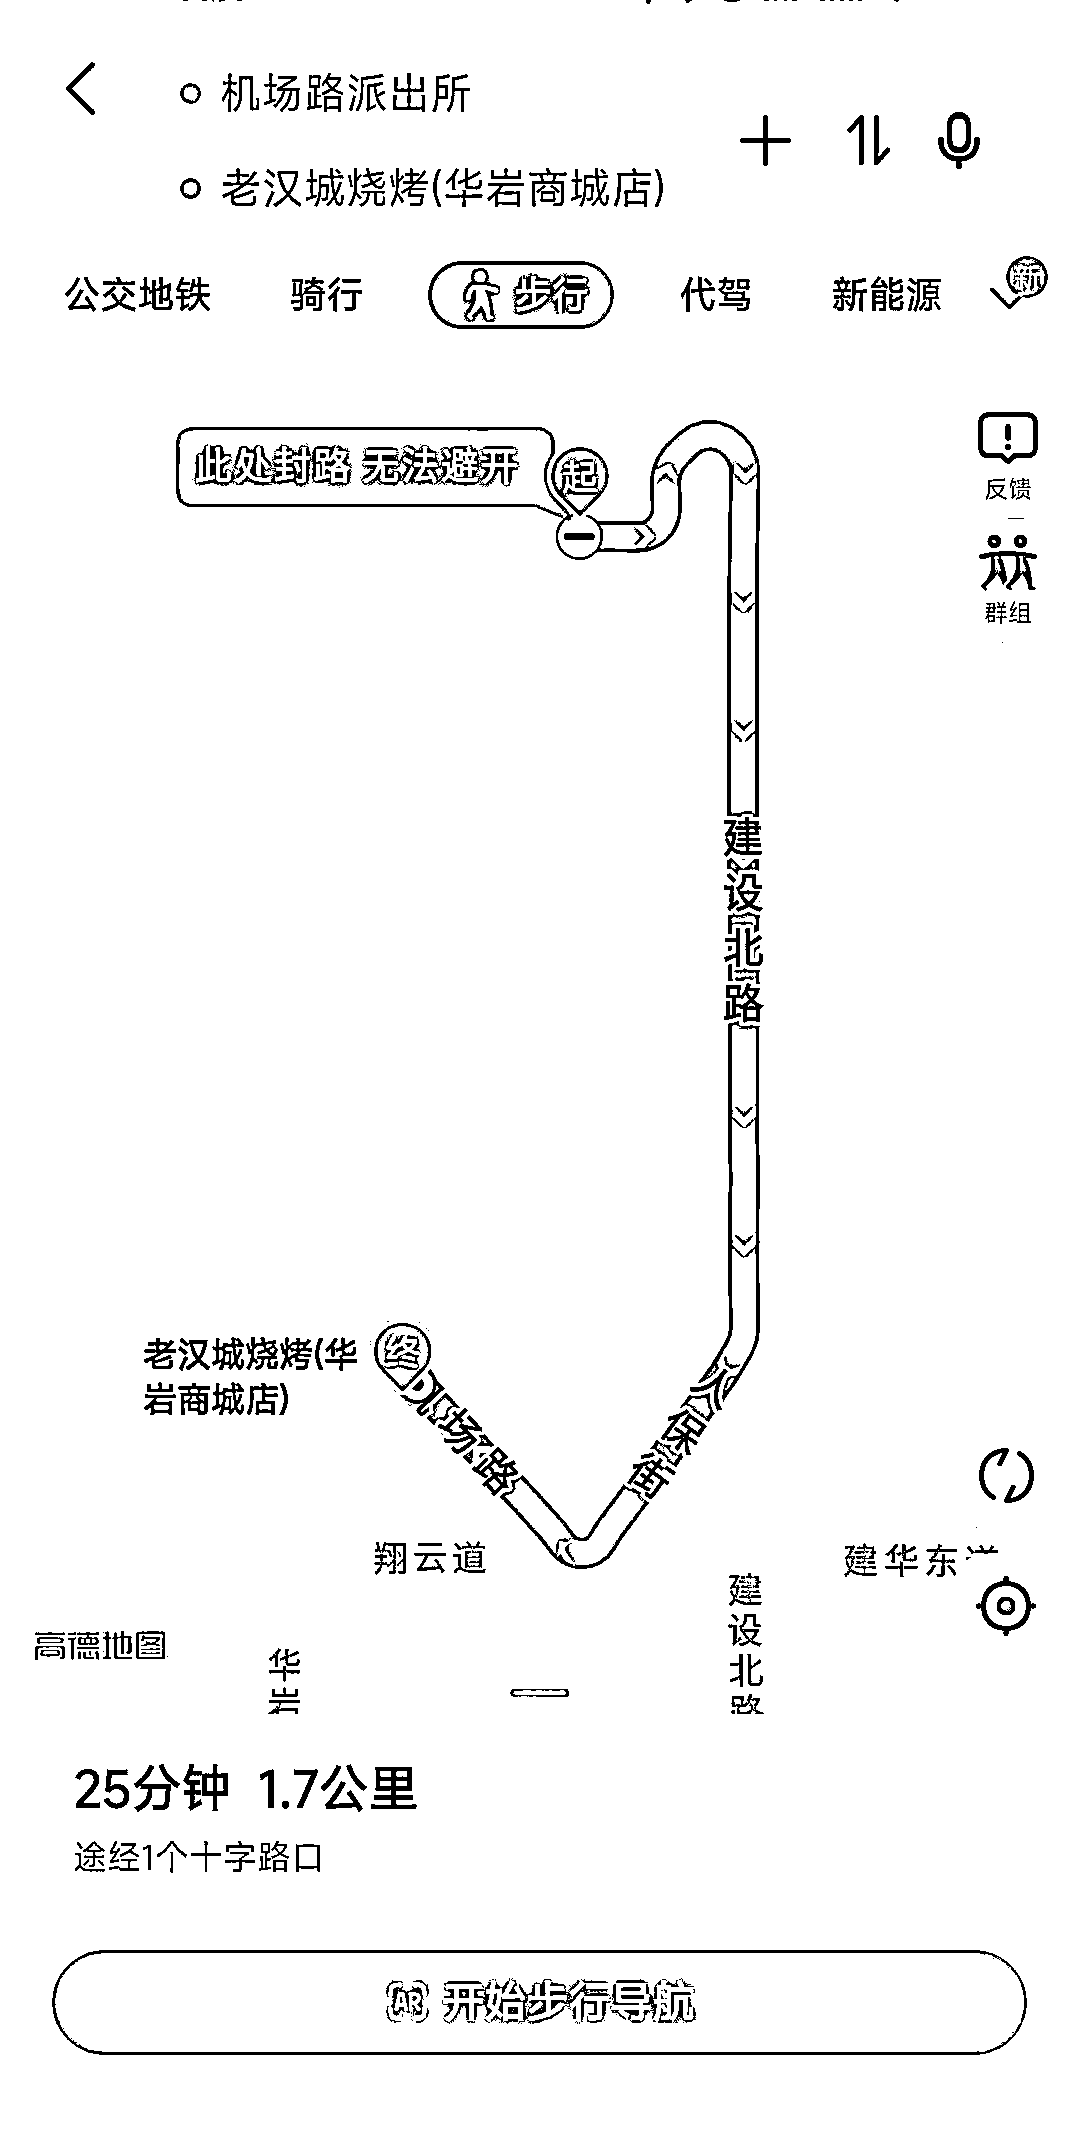 机场路派出所
老汉城烧烤(华岩商城店)
公交地铁 骑行 步行 代驾 新能源 新
此处封路 无法避开
起
反馈
群组
建设北路
终
老汉城烧烤(华
岩商城店)
场路
人保街
翔云道
建华东
建设北路
高德地图
华岩
25分钟 1.7公里
途经1个十字路口
AR 开始步行导航